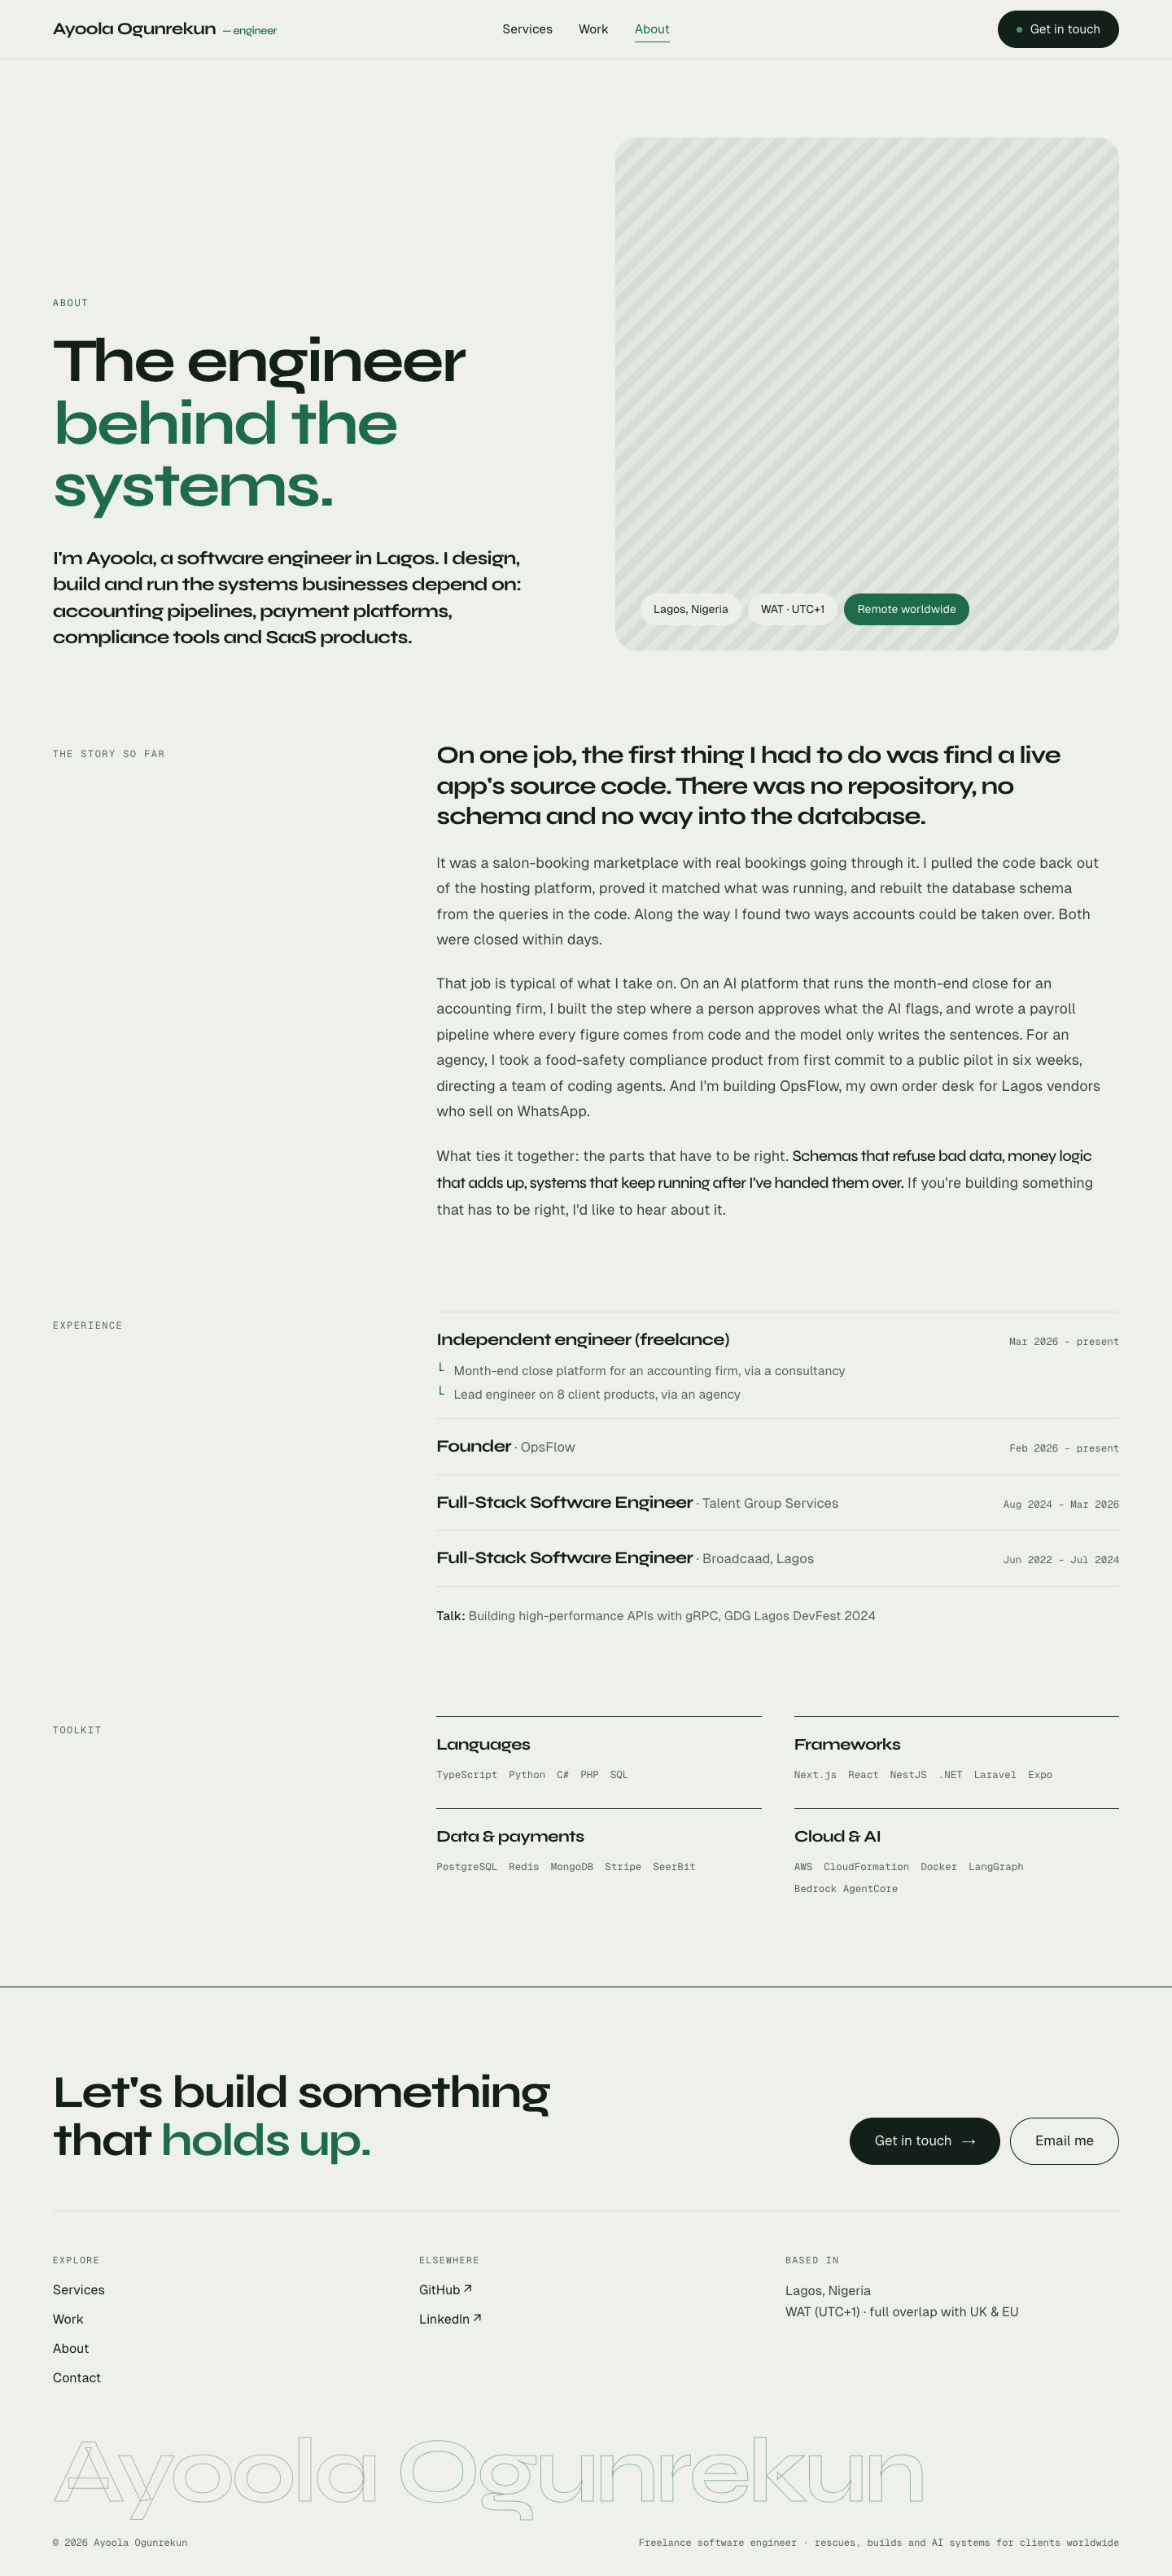 Ayoola Ogunrekun — engineer
Services Work About
Get in touch
ABOUT
The engineer
behind the
systems.
I'm Ayoola, a software engineer in Lagos. I design,
build and run the systems businesses depend on:
accounting pipelines, payment platforms,
compliance tools and SaaS products.
Lagos, Nigeria WAT · UTC+1 Remote worldwide
THE STORY SO FAR
On one job, the first thing I had to do was find a live
app's source code. There was no repository, no
schema and no way into the database.
It was a salon-booking marketplace with real bookings going through it. I pulled the code back out
of the hosting platform, proved it matched what was running, and rebuilt the database schema
from the queries in the code. Along the way I found two ways accounts could be taken over. Both
were closed within days.
That job is typical of what I take on. On an AI platform that runs the month-end close for an
accounting firm, I built the step where a person approves what the AI flags, and wrote a payroll
pipeline where every figure comes from code and the model only writes the sentences. For an
agency, I took a food-safety compliance product from first commit to a public pilot in six weeks,
directing a team of coding agents. And I'm building OpsFlow, my own order desk for Lagos vendors
who sell on WhatsApp.
What ties it together: the parts that have to be right. Schemas that refuse bad data, money logic
that adds up, systems that keep running after I've handed them over. If you're building something
that has to be right, I'd like to hear about it.
EXPERIENCE
Independent engineer (freelance) Mar 2026 – present
└ Month-end close platform for an accounting firm, via a consultancy
└ Lead engineer on 8 client products, via an agency
Founder · OpsFlow Feb 2026 – present
Full-Stack Software Engineer · Talent Group Services Aug 2024 – Mar 2026
Full-Stack Software Engineer · Broadcaad, Lagos Jun 2022 – Jul 2024
Talk: Building high-performance APIs with gRPC, GDG Lagos DevFest 2024
TOOLKIT
Languages
TypeScript Python C# PHP SQL
Frameworks
Next.js React NestJS .NET Laravel Expo
Data & payments
PostgreSQL Redis MongoDB Stripe SeerBit
Cloud & AI
AWS CloudFormation Docker LangGraph
Bedrock AgentCore
Let's build something
that holds up.
Get in touch →
Email me
EXPLORE
Services
Work
About
Contact
ELSEWHERE
GitHub ↗
LinkedIn ↗
BASED IN
Lagos, Nigeria
WAT (UTC+1) · full overlap with UK & EU
Ayoola Ogunrekun
© 2026 Ayoola Ogunrekun
Freelance software engineer · rescues, builds and AI systems for clients worldwide